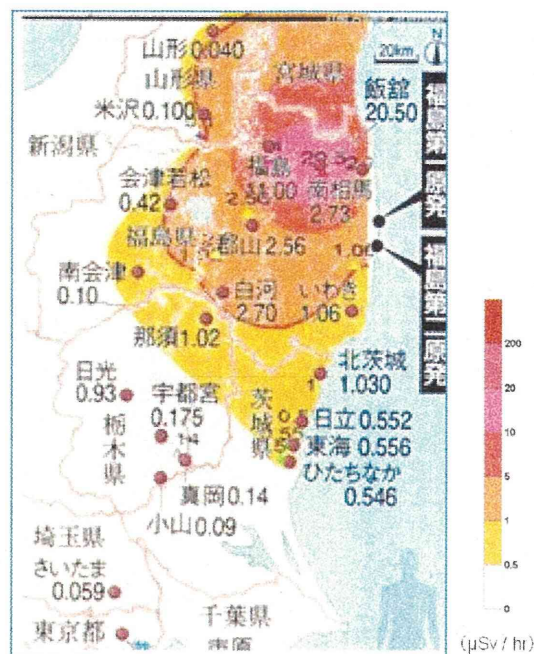 N
20km
山形0.040
山形県
宮城県
飯舘
20.50
米沢0.100
新潟県
福島
11.00
南相馬
2.73
会津若松
0.42
福島県
郡山2.56
1.06
南会津
0.10
白河
2.70
いわき
1.06
那須1.02
北茨城
1.030
日光
0.93
宇都宮
0.175
栃木県
茨城県
日立0.552
東海0.556
ひたちなか
0.546
真岡0.14
小山0.09
埼玉県
さいたま
0.059
千葉県
東京都
市原
福島第一原発
福島第一原発
200
20
10
5
1
0.5
0
(μSv / hr)